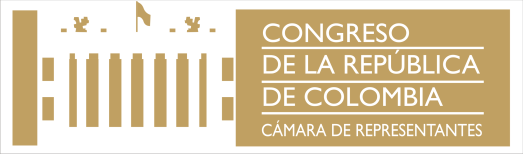 CONGRESO
DE LA REPÚBLICA
DE COLOMBIA
CÁMARA DE REPRESENTANTES